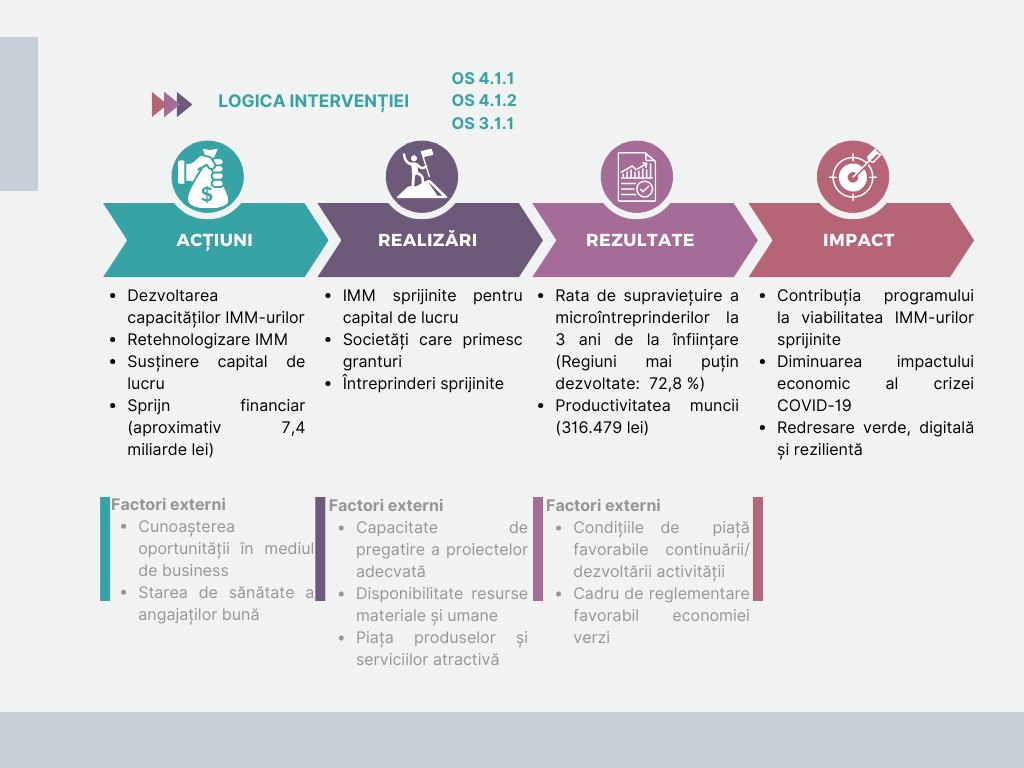 LOGICA INTERVENȚIEI
OS 4.1.1
OS 4.1.2
OS 3.1.1
$
ACȚIUNI
REALIZĂRI
REZULTATE
IMPACT
• Dezvoltarea
capacităților IMM-urilor
• Retehnologizare IMM
• Susținere capital de
lucru
• Sprijn financiar
(aproximativ 7,4
miliarde lei)
• IMM sprijinite pentru
capital de lucru
• Societăți care primesc
granturi
• Întreprinderi sprijinite
• Rata de supraviețuire a
microîntreprinderilor la
3 ani de la înființare
(Regiuni mai puțin
dezvoltate: 72,8 %)
• Productivitatea muncii
(316.479 lei)
• Contribuția programului
la viabilitatea IMM-urilor
sprijinite
• Diminuarea impactului
economic al crizei
COVID-19
• Redresare verde, digitală
și rezilientă
Factori externi
• Cunoașterea
oportunității în mediul
de business
• Starea de sănătate a
angajaților bună
Factori externi
• Capacitate de
pregatire a proiectelor
adecvată
• Disponibilitate resurse
materiale și umane
• Piața produselor și
serviciilor atractivă
Factori externi
• Condițiile de piață
favorabile continuării/
dezvoltării activității
• Cadru de reglementare
favorabil economiei
verzi